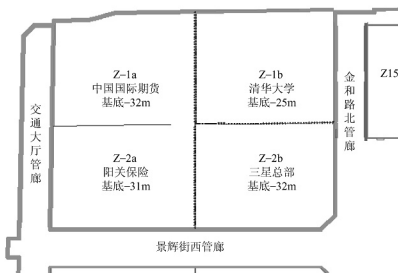 Z-1a
中国国际期货
基底-32m
Z-1b
清华大学
基底-25m
金和路北管廊
Z15
交通大厅管廊
Z-2a
阳关保险
基底-31m
Z-2b
三星总部
基底-32m
景辉街西管廊